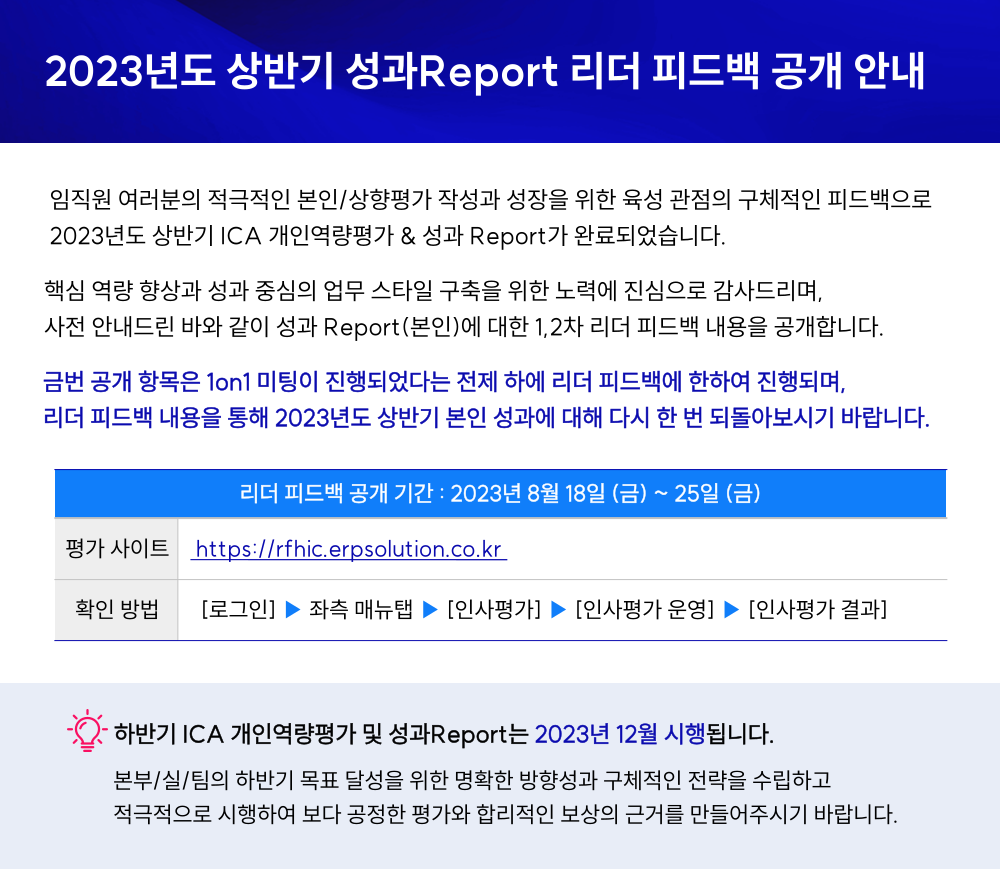 2023년도 상반기 성과Report 리더 피드백 공개 안내
임직원 여러분의 적극적인 본인/상향평가 작성과 성장을 위한 육성 관점의 구체적인 피드백으로
2023년도 상반기 ICA 개인역량평가 & 성과 Report가 완료되었습니다.
핵심 역량 향상과 성과 중심의 업무 스타일 구축을 위한 노력에 진심으로 감사드리며,
사전 안내드린 바와 같이 성과 Report(본인)에 대한 1,2차 리더 피드백 내용을 공개합니다.
금번 공개 항목은 1on1 미팅이 진행되었다는 전제 하에 리더 피드백에 한하여 진행되며,
리더 피드백 내용을 통해 2023년도 상반기 본인 성과에 대해 다시 한 번 되돌아보시기 바랍니다.
리더 피드백 공개 기간 : 2023년 8월 18일 (금) ~ 25일 (금)
평가 사이트 https://rfhic.erpsolution.co.kr
확인 방법 [로그인] ▶ 좌측 매뉴탭 ▶ [인사평가] ▶ [인사평가 운영] ▶ [인사평가 결과]
하반기 ICA 개인역량평가 및 성과Report는 2023년 12월 시행됩니다.
본부/실/팀의 하반기 목표 달성을 위한 명확한 방향성과 구체적인 전략을 수립하고
적극적으로 시행하여 보다 공정한 평가와 합리적인 보상의 근거를 만들어주시기 바랍니다.